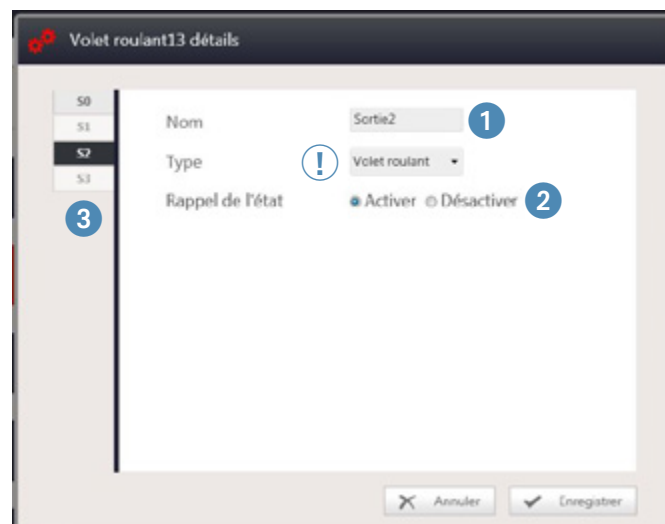 Volet roulant13 détails
S0
S1
S2
S3
3
Nom Sortie2 1
Type ! Volet roulant
Rappel de l'état Activer Désactiver 2
Annuler Enregistrer